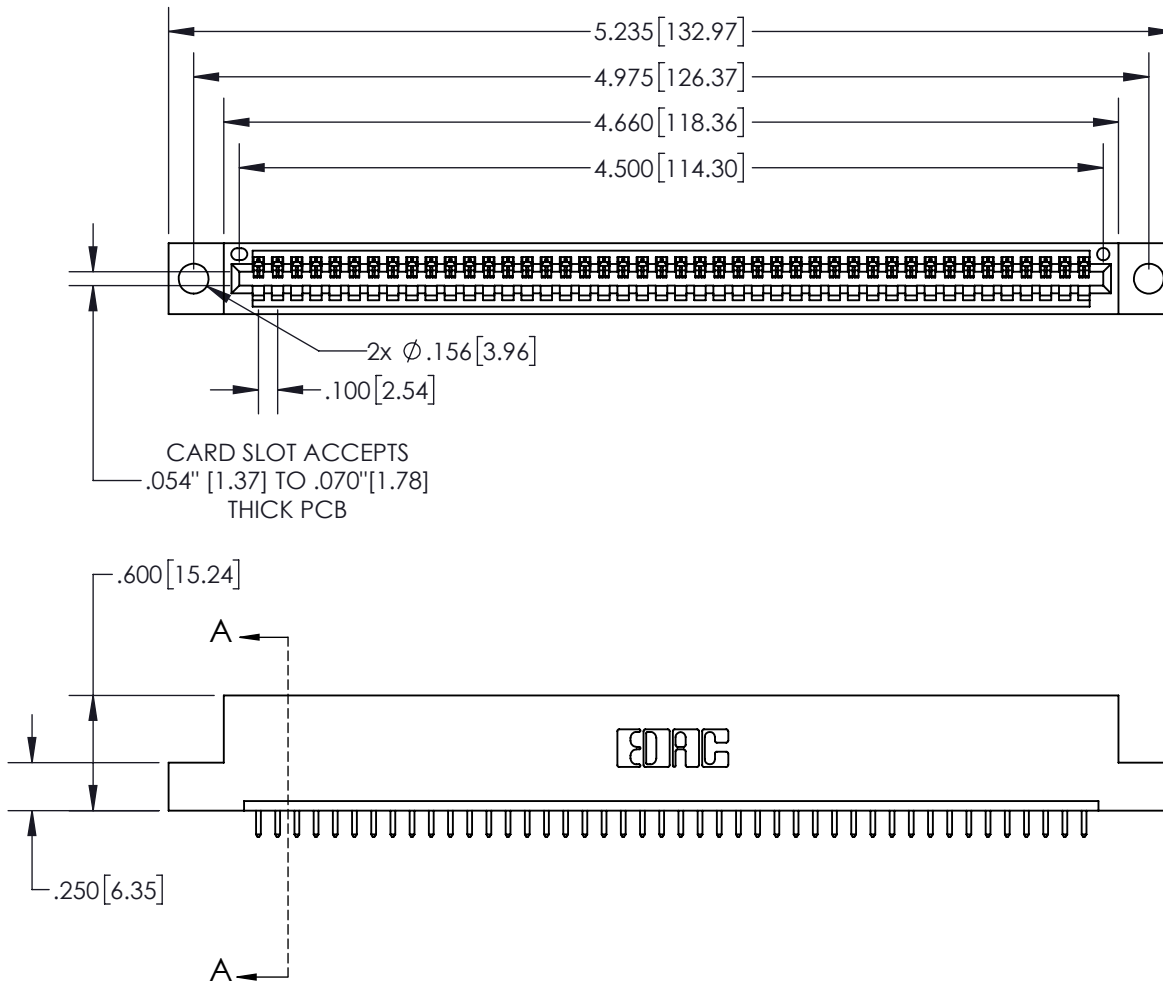 5.235[132.97]
4.975[126.37]
4.660[118.36]
4.500[114.30]
2x Ø.156[3.96]
.100[2.54]
CARD SLOT ACCEPTS
.054" [1.37] TO .070"[1.78]
THICK PCB
.600[15.24]
A
EDAC
.250[6.35]
A